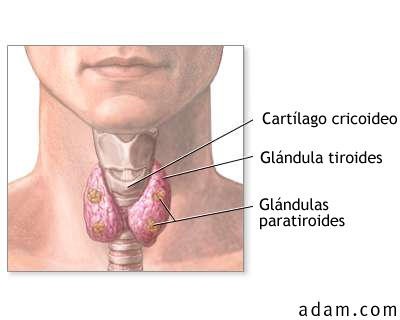 Cartílago cricoideo
Glándula tiroides
Glándulas
paratiroides
adam.com